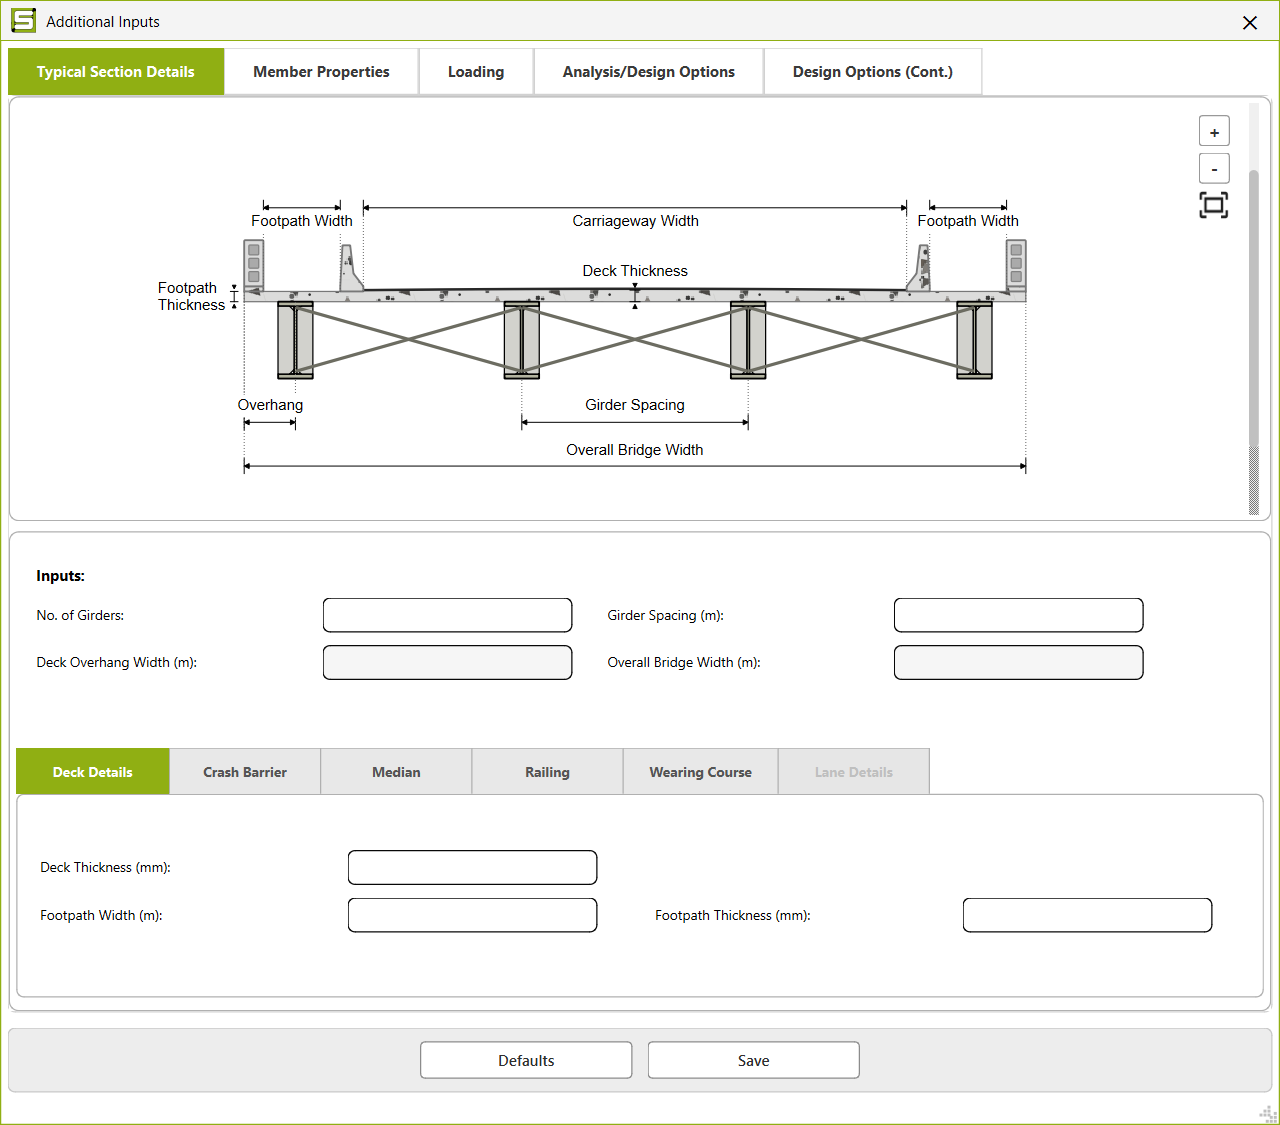 Additional Inputs
Typical Section Details
Member Properties
Loading
Analysis/Design Options
Design Options (Cont.)
+
-
Footpath Width
Carriageway Width
Footpath Width
Deck Thickness
Footpath
Thickness
Overhang
Girder Spacing
Overall Bridge Width
Inputs:
No. of Girders:
Girder Spacing (m):
Deck Overhang Width (m):
Overall Bridge Width (m):
Deck Details
Crash Barrier
Median
Railing
Wearing Course
Lane Details
Deck Thickness (mm):
Footpath Width (m):
Footpath Thickness (mm):
Defaults
Save